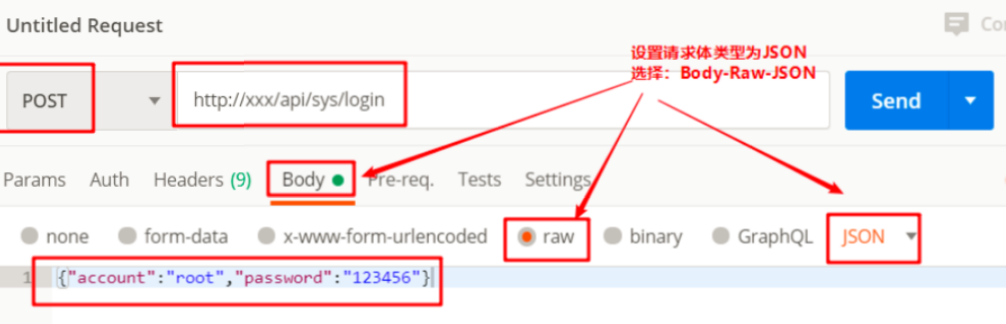 Untitled Request
设置请求体类型为JSON
选择：Body-Raw-JSON
POST
http://xxx/api/sys/login
Send
Params Auth Headers (9) Body Pre-req. Tests Settings
none form-data x-www-form-urlencoded raw binary GraphQL JSON
1 {"account":"root","password":"123456"}